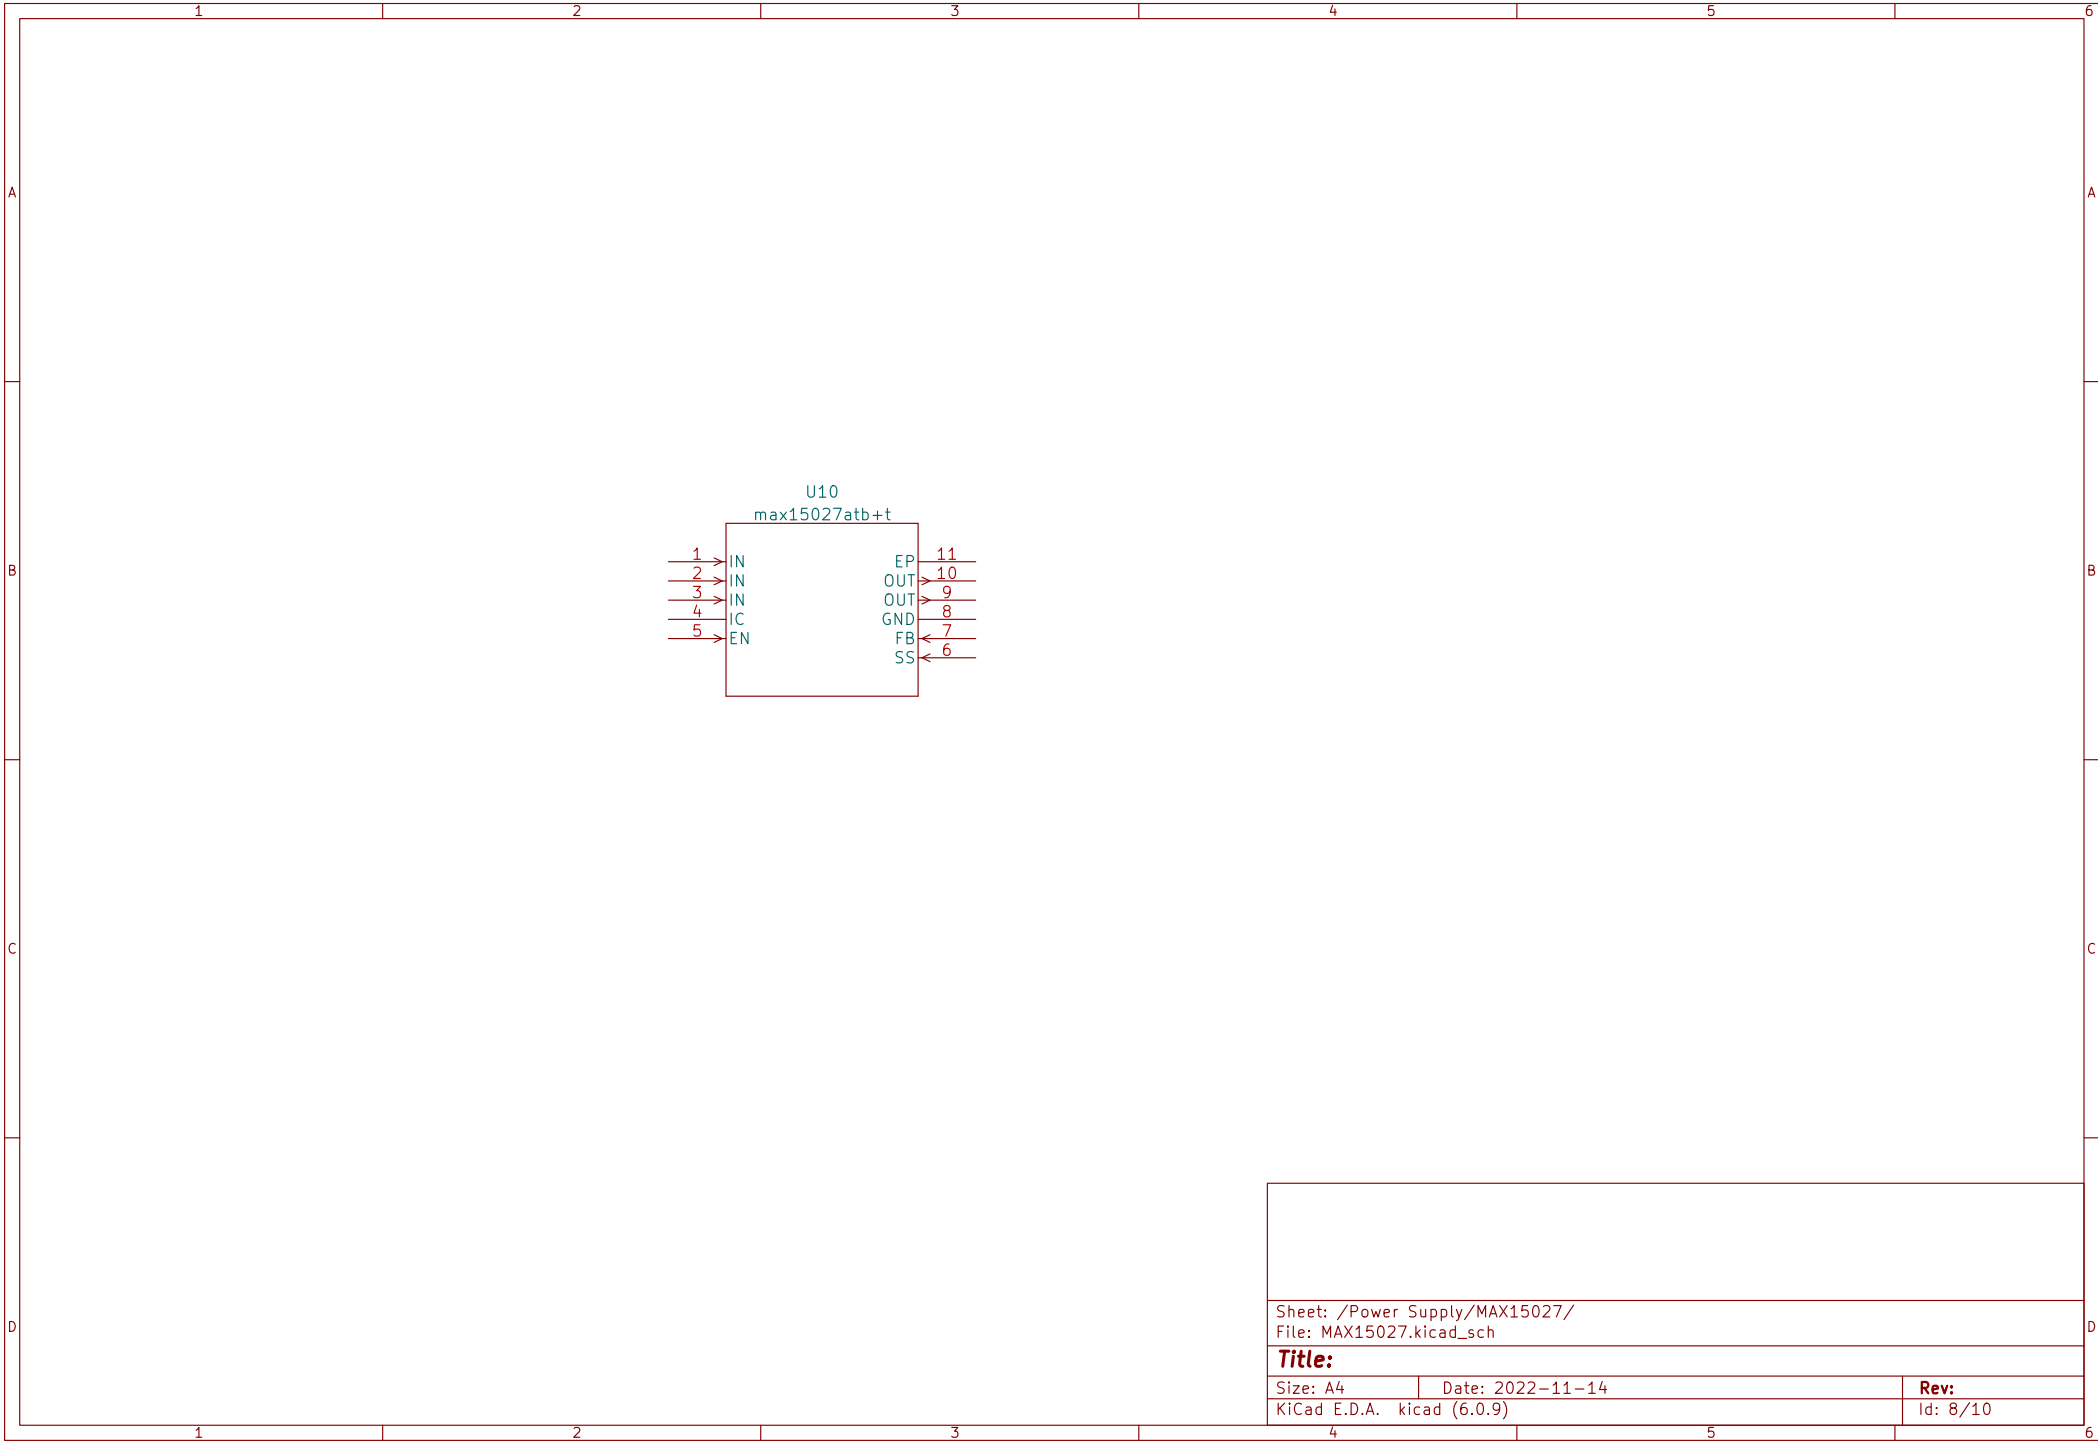 1 2 3 4 5 6
A A
U10
max15027atb+t
1 IN EP 11
B B
2 IN OUT 10
3 IN OUT 9
4 IC GND 8
5 EN FB 7
SS 6
C C
Sheet: /Power Supply/MAX15027/
D D
File: MAX15027.kicad_sch
Title:
Size: A4 Date: 2022-11-14 Rev:
KiCad E.D.A. kicad (6.0.9) Id: 8/10
1 2 3 4 5 6